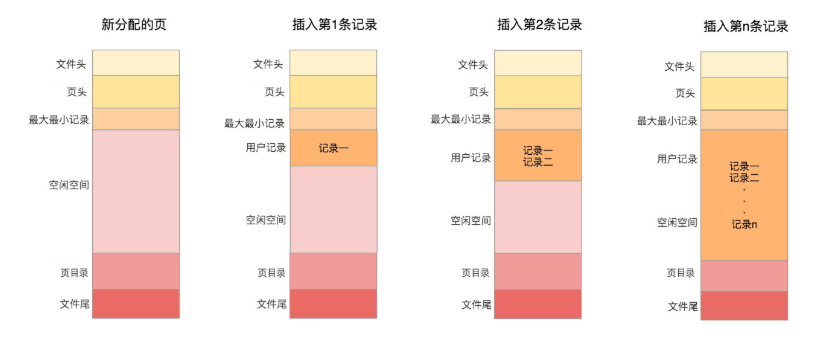 新分配的页
文件头
页头
最大最小记录
空闲空间
页目录
文件尾
插入第1条记录
文件头
页头
最大最小记录
用户记录
记录一
空闲空间
页目录
文件尾
插入第2条记录
文件头
页头
最大最小记录
用户记录
记录一
记录二
空闲空间
页目录
文件尾
插入第n条记录
文件头
页头
最大最小记录
用户记录
记录一
记录二
.
.
.
记录n
空闲空间
页目录
文件尾